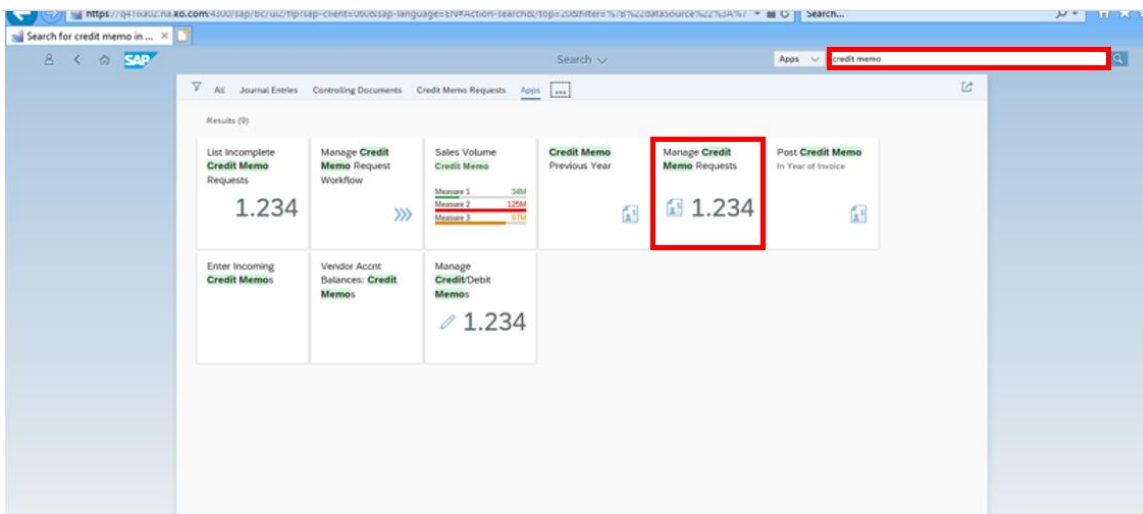 Search...
Search for credit memo in ...
SAP
Search
Apps
credit memo
All Journal Entries Controlling Documents Credit Memo Requests Apps ...
Results (9)
List Incomplete
Credit Memo
Requests
1.234
Manage Credit
Memo Request
Workflow
Sales Volume
Credit Memo
Measure 1 34M
Measure 2 125M
Measure 3 97M
Credit Memo
Previous Year
Manage Credit
Memo Requests
1.234
Post Credit Memo
In Year of Invoice
Enter Incoming
Credit Memos
Vendor Accnt
Balances: Credit
Memos
Manage
Credit/Debit
Memos
1.234